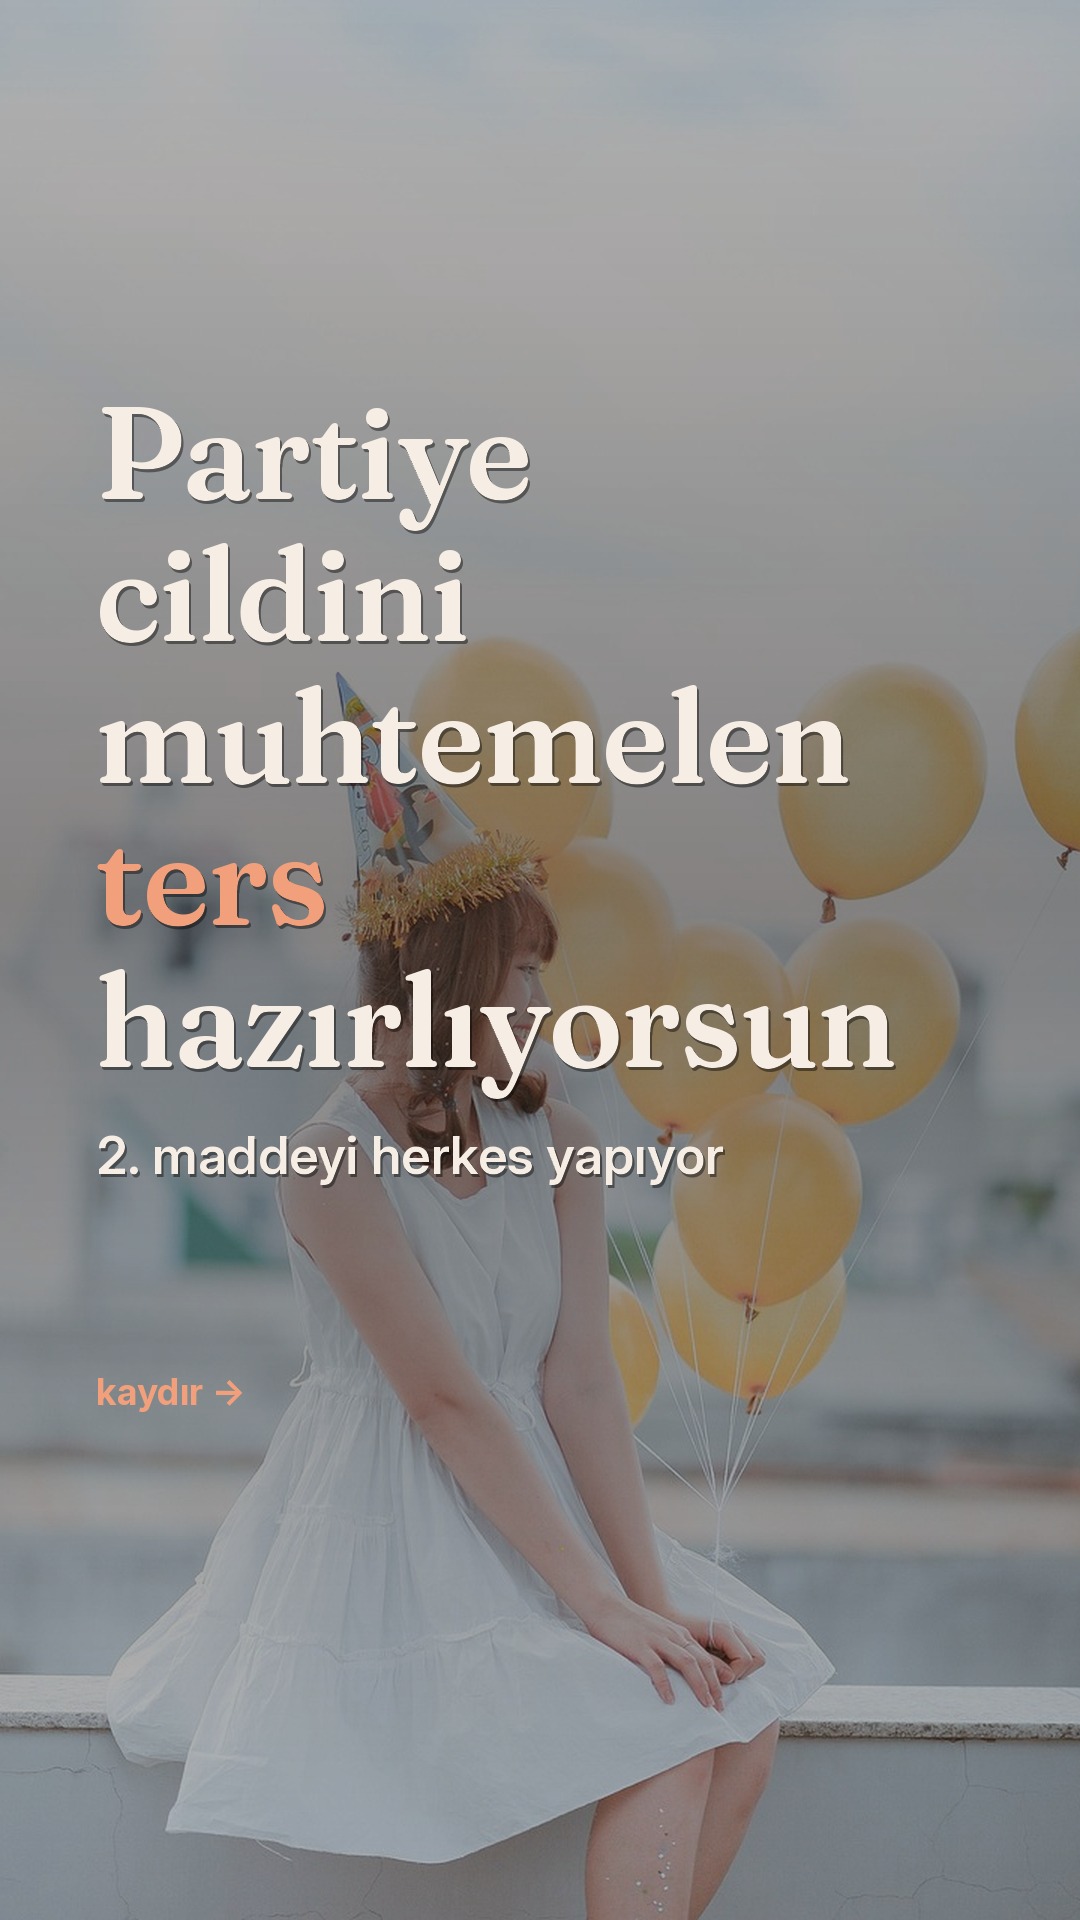 Partiye
cildini
muhtemelen
ters
hazırlıyorsun
2. maddeyi herkes yapıyor
kaydır →